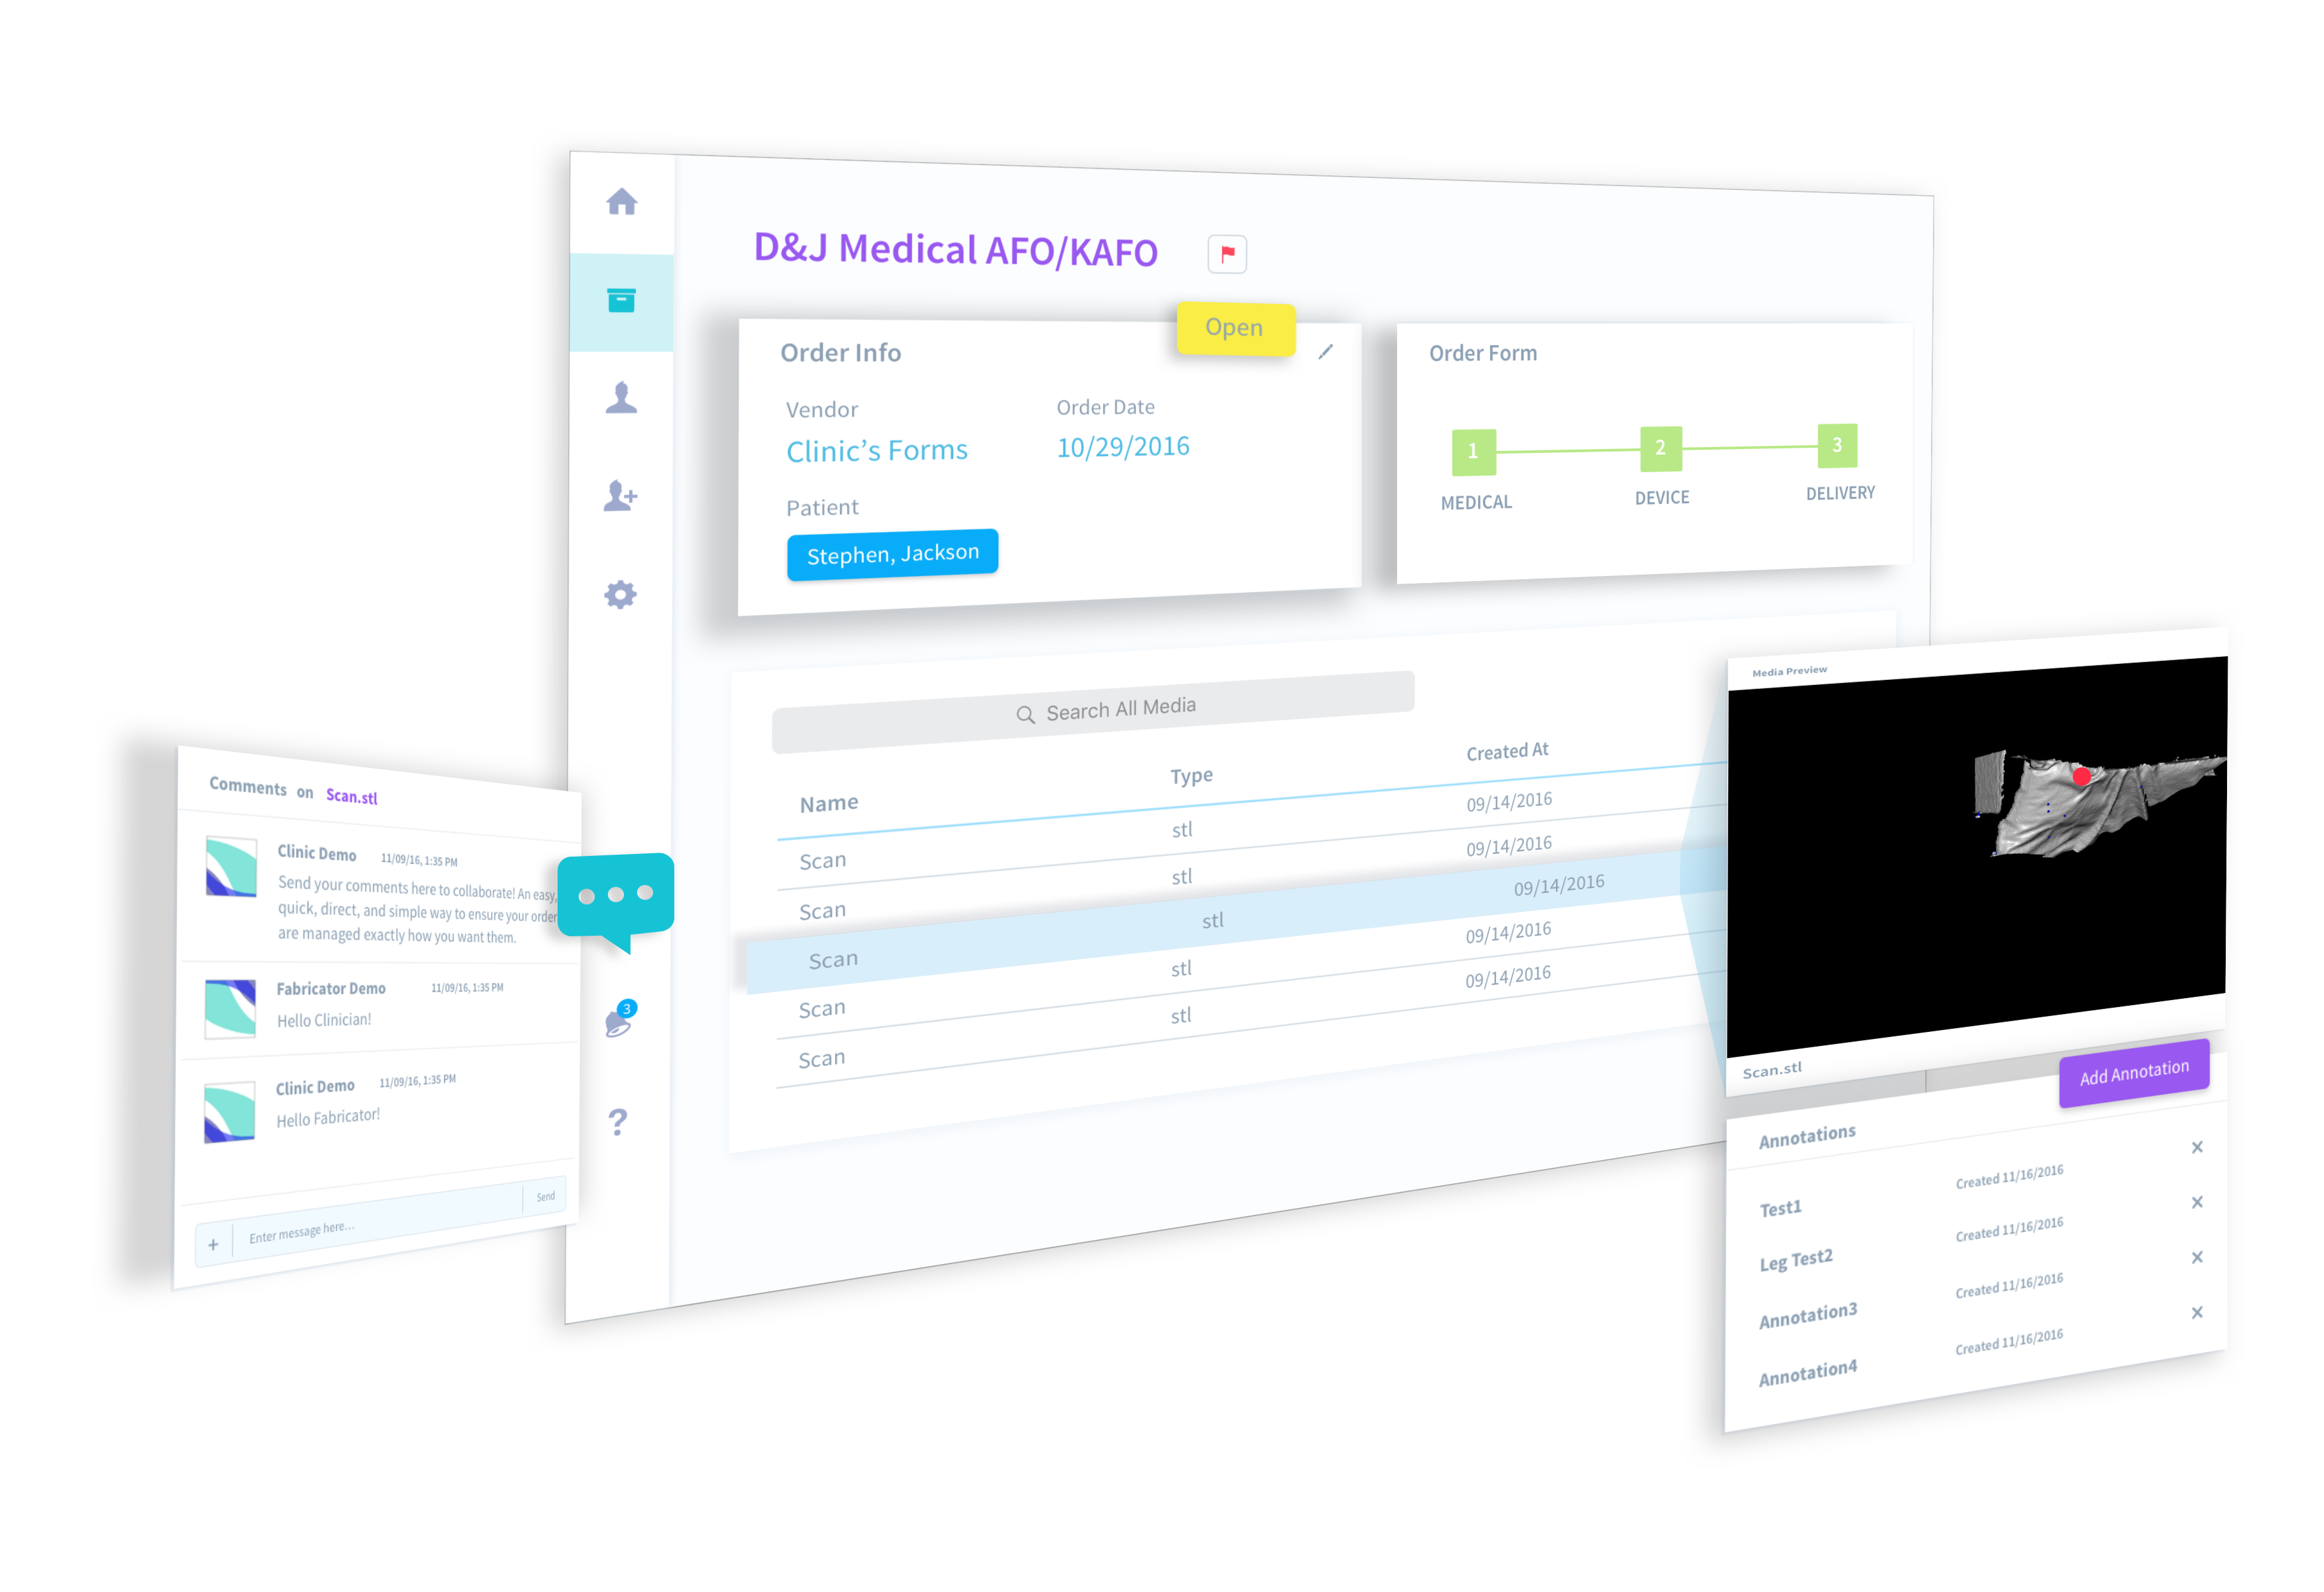 D&J Medical AFO/KAFO
Open
Order Info
Vendor
Order Date
Clinic’s Forms
10/29/2016
Patient
Stephen, Jackson
Order Form
1
2
3
MEDICAL
DEVICE
DELIVERY
Search All Media
Name
Type
Created At
Scan
stl
09/14/2016
Scan
stl
09/14/2016
Scan
stl
09/14/2016
Scan
stl
09/14/2016
Scan
stl
09/14/2016
3
?
Comments on Scan.stl
Clinic Demo 11/09/16, 1:35 PM
Send your comments here to collaborate! An easy,
quick, direct, and simple way to ensure your order
are managed exactly how you want them.
Fabricator Demo 11/09/16, 1:35 PM
Hello Clinician!
Clinic Demo 11/09/16, 1:35 PM
Hello Fabricator!
+ Enter message here... Send
Media Preview
Scan.stl
Add Annotation
Annotations
Test1 Created 11/16/2016
Leg Test2 Created 11/16/2016
Annotation3 Created 11/16/2016
Annotation4 Created 11/16/2016